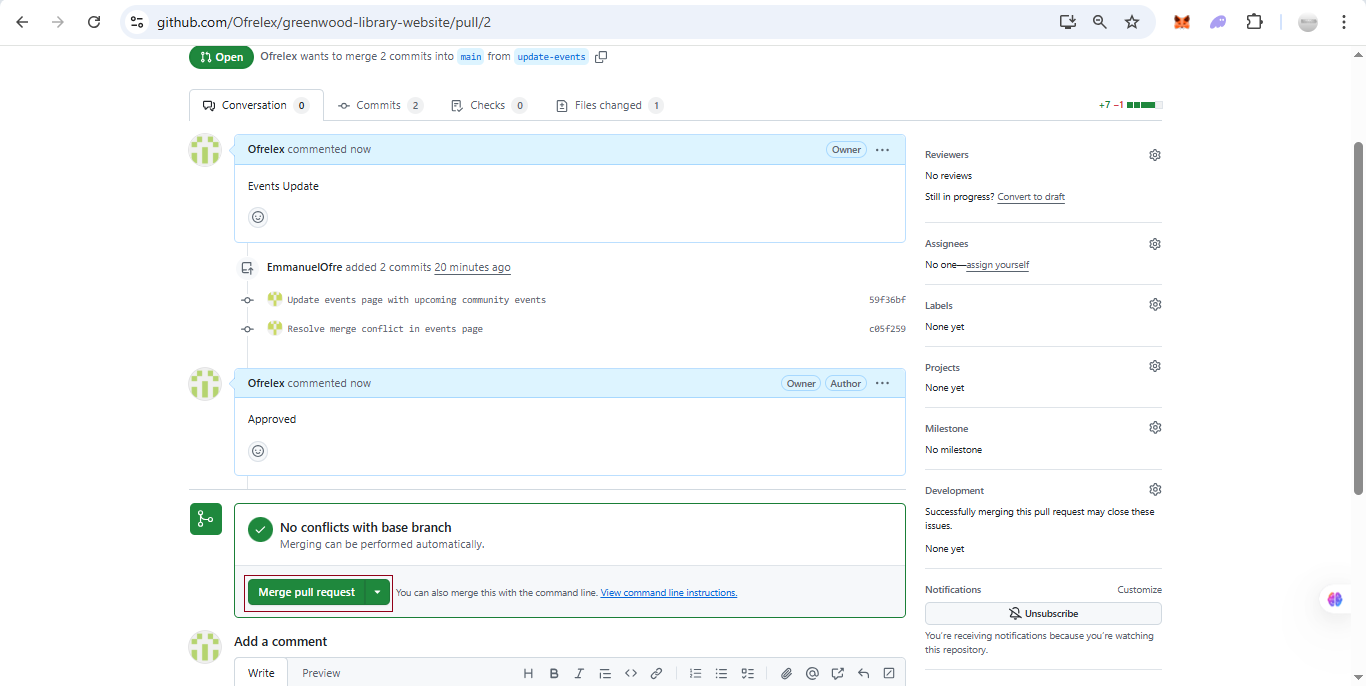 github.com/Ofrelex/greenwood-library-website/pull/2
Open Ofrelex wants to merge 2 commits into main from update-events
Conversation 0 Commits 2 Checks 0 Files changed 1 +7 −1
Ofrelex commented now Owner
Events Update
EmmanuelOfre added 2 commits 20 minutes ago
Update events page with upcoming community events 59f36bf
Resolve merge conflict in events page c05f259
Ofrelex commented now Owner Author
Approved
No conflicts with base branch
Merging can be performed automatically.
Merge pull request You can also merge this with the command line. View command line instructions.
Add a comment
Write Preview
Reviewers
No reviews
Still in progress? Convert to draft
Assignees
No one—assign yourself
Labels
None yet
Projects
None yet
Milestone
No milestone
Development
Successfully merging this pull request may close these
issues.
None yet
Notifications Customize
Unsubscribe
You're receiving notifications because you're watching
this repository.